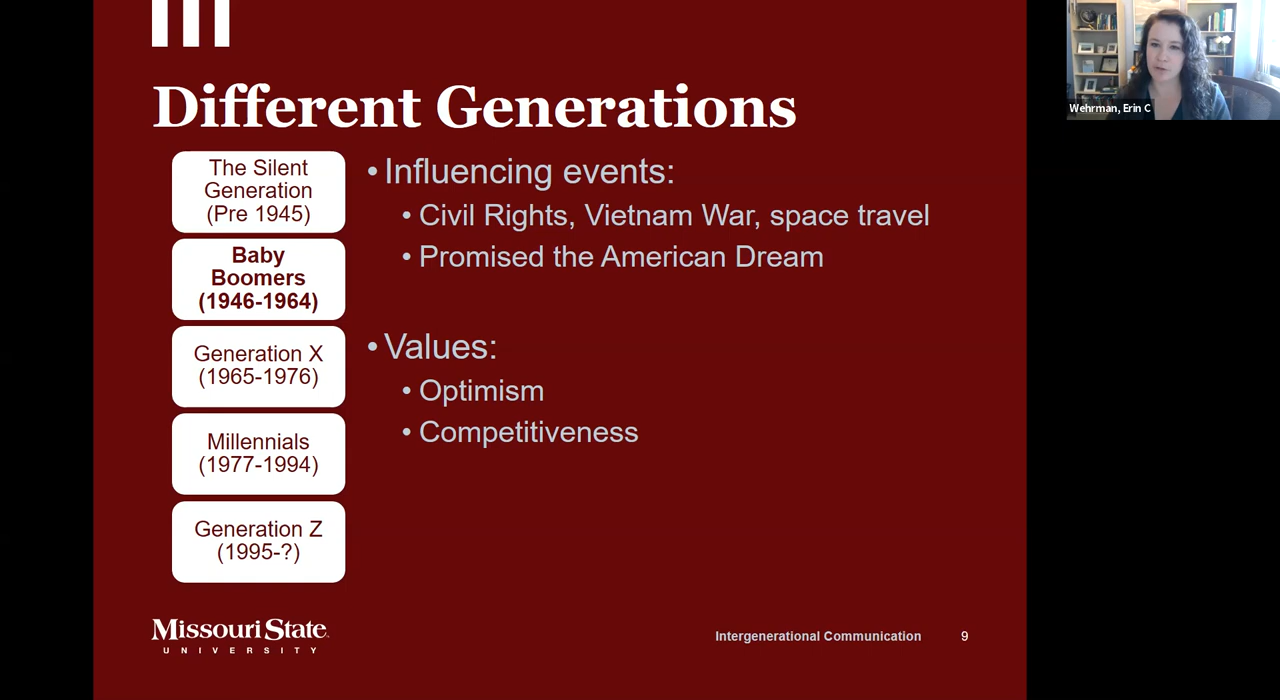 Different Generations
The Silent
Generation
(Pre 1945)
Baby
Boomers
(1946-1964)
Generation X
(1965-1976)
Millennials
(1977-1994)
Generation Z
(1995-?)
• Influencing events:
• Civil Rights, Vietnam War, space travel
• Promised the American Dream
• Values:
• Optimism
• Competitiveness
Missouri State
UNIVERSITY
Intergenerational Communication 9
Wehrman, Erin C